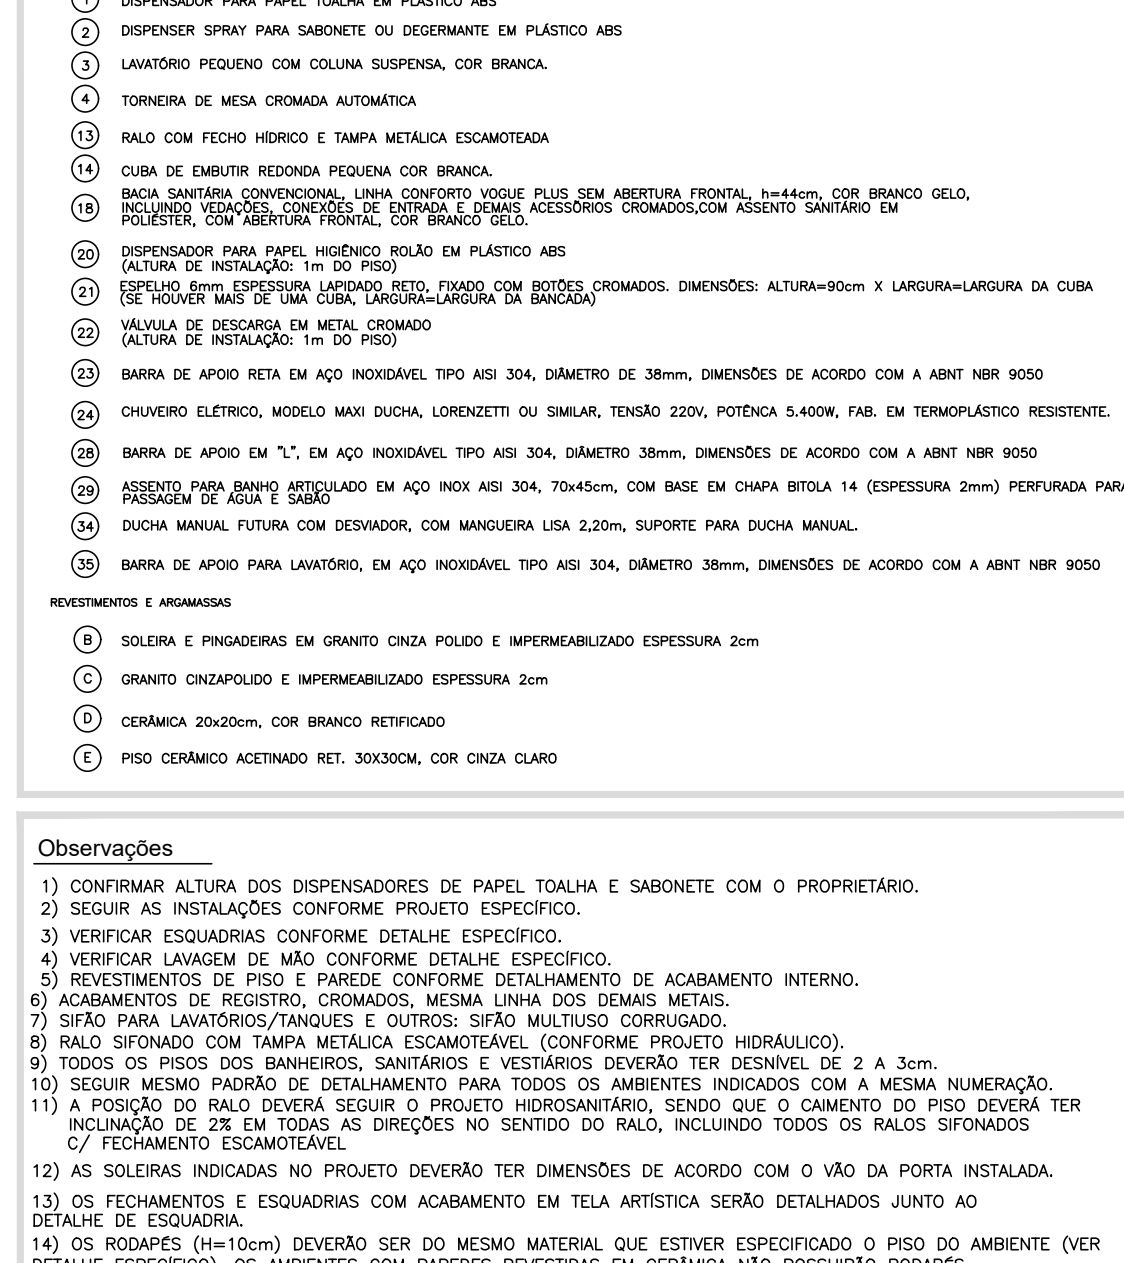 1 DISPENSADOR PARA PAPEL TOALHA EM PLÁSTICO ABS
2 DISPENSER SPRAY PARA SABONETE OU DEGERMANTE EM PLÁSTICO ABS
3 LAVATÓRIO PEQUENO COM COLUNA SUSPENSA, COR BRANCA.
4 TORNEIRA DE MESA CROMADA AUTOMÁTICA
13 RALO COM FECHO HÍDRICO E TAMPA METÁLICA ESCAMOTEADA
14 CUBA DE EMBUTIR REDONDA PEQUENA COR BRANCA.
18 BACIA SANITÁRIA CONVENCIONAL, LINHA CONFORTO VOGUE PLUS SEM ABERTURA FRONTAL, h=44cm, COR BRANCO GELO,
INCLUINDO VEDAÇÕES, CONEXÕES DE ENTRADA E DEMAIS ACESSÓRIOS CROMADOS,COM ASSENTO SANITÁRIO EM
POLIÉSTER, COM ABERTURA FRONTAL, COR BRANCO GELO.
20 DISPENSADOR PARA PAPEL HIGIÊNICO ROLÃO EM PLÁSTICO ABS
(ALTURA DE INSTALAÇÃO: 1m DO PISO)
21 ESPELHO 6mm ESPESSURA LAPIDADO RETO, FIXADO COM BOTÕES CROMADOS. DIMENSÕES: ALTURA=90cm X LARGURA=LARGURA DA CUBA
(SE HOUVER MAIS DE UMA CUBA, LARGURA=LARGURA DA BANCADA)
22 VÁLVULA DE DESCARGA EM METAL CROMADO
(ALTURA DE INSTALAÇÃO: 1m DO PISO)
23 BARRA DE APOIO RETA EM AÇO INOXIDÁVEL TIPO AISI 304, DIÂMETRO DE 38mm, DIMENSÕES DE ACORDO COM A ABNT NBR 9050
24 CHUVEIRO ELÉTRICO, MODELO MAXI DUCHA, LORENZETTI OU SIMILAR, TENSÃO 220V, POTÊNCA 5.400W, FAB. EM TERMOPLÁSTICO RESISTENTE.
28 BARRA DE APOIO EM "L", EM AÇO INOXIDÁVEL TIPO AISI 304, DIÂMETRO 38mm, DIMENSÕES DE ACORDO COM A ABNT NBR 9050
29 ASSENTO PARA BANHO ARTICULADO EM AÇO INOX AISI 304, 70x45cm, COM BASE EM CHAPA BITOLA 14 (ESPESSURA 2mm) PERFURADA PARA
PASSAGEM DE ÁGUA E SABÃO
34 DUCHA MANUAL FUTURA COM DESVIADOR, COM MANGUEIRA LISA 2,20m, SUPORTE PARA DUCHA MANUAL.
35 BARRA DE APOIO PARA LAVATÓRIO, EM AÇO INOXIDÁVEL TIPO AISI 304, DIÂMETRO 38mm, DIMENSÕES DE ACORDO COM A ABNT NBR 9050
REVESTIMENTOS E ARGAMASSAS
B SOLEIRA E PINGADEIRAS EM GRANITO CINZA POLIDO E IMPERMEABILIZADO ESPESSURA 2cm
C GRANITO CINZAPOLIDO E IMPERMEABILIZADO ESPESSURA 2cm
D CERÂMICA 20x20cm, COR BRANCO RETIFICADO
E PISO CERÂMICO ACETINADO RET. 30X30CM, COR CINZA CLARO
Observações
1) CONFIRMAR ALTURA DOS DISPENSADORES DE PAPEL TOALHA E SABONETE COM O PROPRIETÁRIO.
2) SEGUIR AS INSTALAÇÕES CONFORME PROJETO ESPECÍFICO.
3) VERIFICAR ESQUADRIAS CONFORME DETALHE ESPECÍFICO.
4) VERIFICAR LAVAGEM DE MÃO CONFORME DETALHE ESPECÍFICO.
5) REVESTIMENTOS DE PISO E PAREDE CONFORME DETALHAMENTO DE ACABAMENTO INTERNO.
6) ACABAMENTOS DE REGISTRO, CROMADOS, MESMA LINHA DOS DEMAIS METAIS.
7) SIFÃO PARA LAVATÓRIOS/TANQUES E OUTROS: SIFÃO MULTIUSO CORRUGADO.
8) RALO SIFONADO COM TAMPA METÁLICA ESCAMOTEÁVEL (CONFORME PROJETO HIDRÁULICO).
9) TODOS OS PISOS DOS BANHEIROS, SANITÁRIOS E VESTIÁRIOS DEVERÃO TER DESNÍVEL DE 2 A 3cm.
10) SEGUIR MESMO PADRÃO DE DETALHAMENTO PARA TODOS OS AMBIENTES INDICADOS COM A MESMA NUMERAÇÃO.
11) A POSIÇÃO DO RALO DEVERÁ SEGUIR O PROJETO HIDROSANITÁRIO, SENDO QUE O CAIMENTO DO PISO DEVERÁ TER
INCLINAÇÃO DE 2% EM TODAS AS DIREÇÕES NO SENTIDO DO RALO, INCLUINDO TODOS OS RALOS SIFONADOS
C/ FECHAMENTO ESCAMOTEÁVEL
12) AS SOLEIRAS INDICADAS NO PROJETO DEVERÃO TER DIMENSÕES DE ACORDO COM O VÃO DA PORTA INSTALADA.
13) OS FECHAMENTOS E ESQUADRIAS COM ACABAMENTO EM TELA ARTÍSTICA SERÃO DETALHADOS JUNTO AO
DETALHE DE ESQUADRIA.
14) OS RODAPÉS (H=10cm) DEVERÃO SER DO MESMO MATERIAL QUE ESTIVER ESPECIFICADO O PISO DO AMBIENTE (VER
DETALHE ESPECÍFICO). OS AMBIENTES COM PAREDES REVESTIDAS EM CERÂMICA NÃO POSSUIRÃO RODAPÉS.